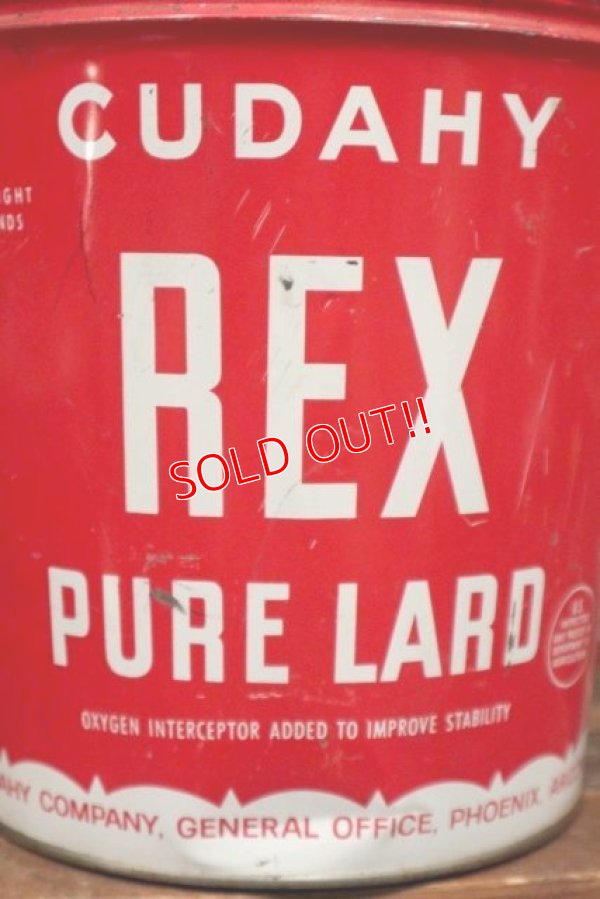 CUDAHY
REX
SOLD OUT!!
PURE LARD
OXYGEN INTERCEPTOR ADDED TO IMPROVE STABILITY
COMPANY, GENERAL OFFICE, PHOENIX,